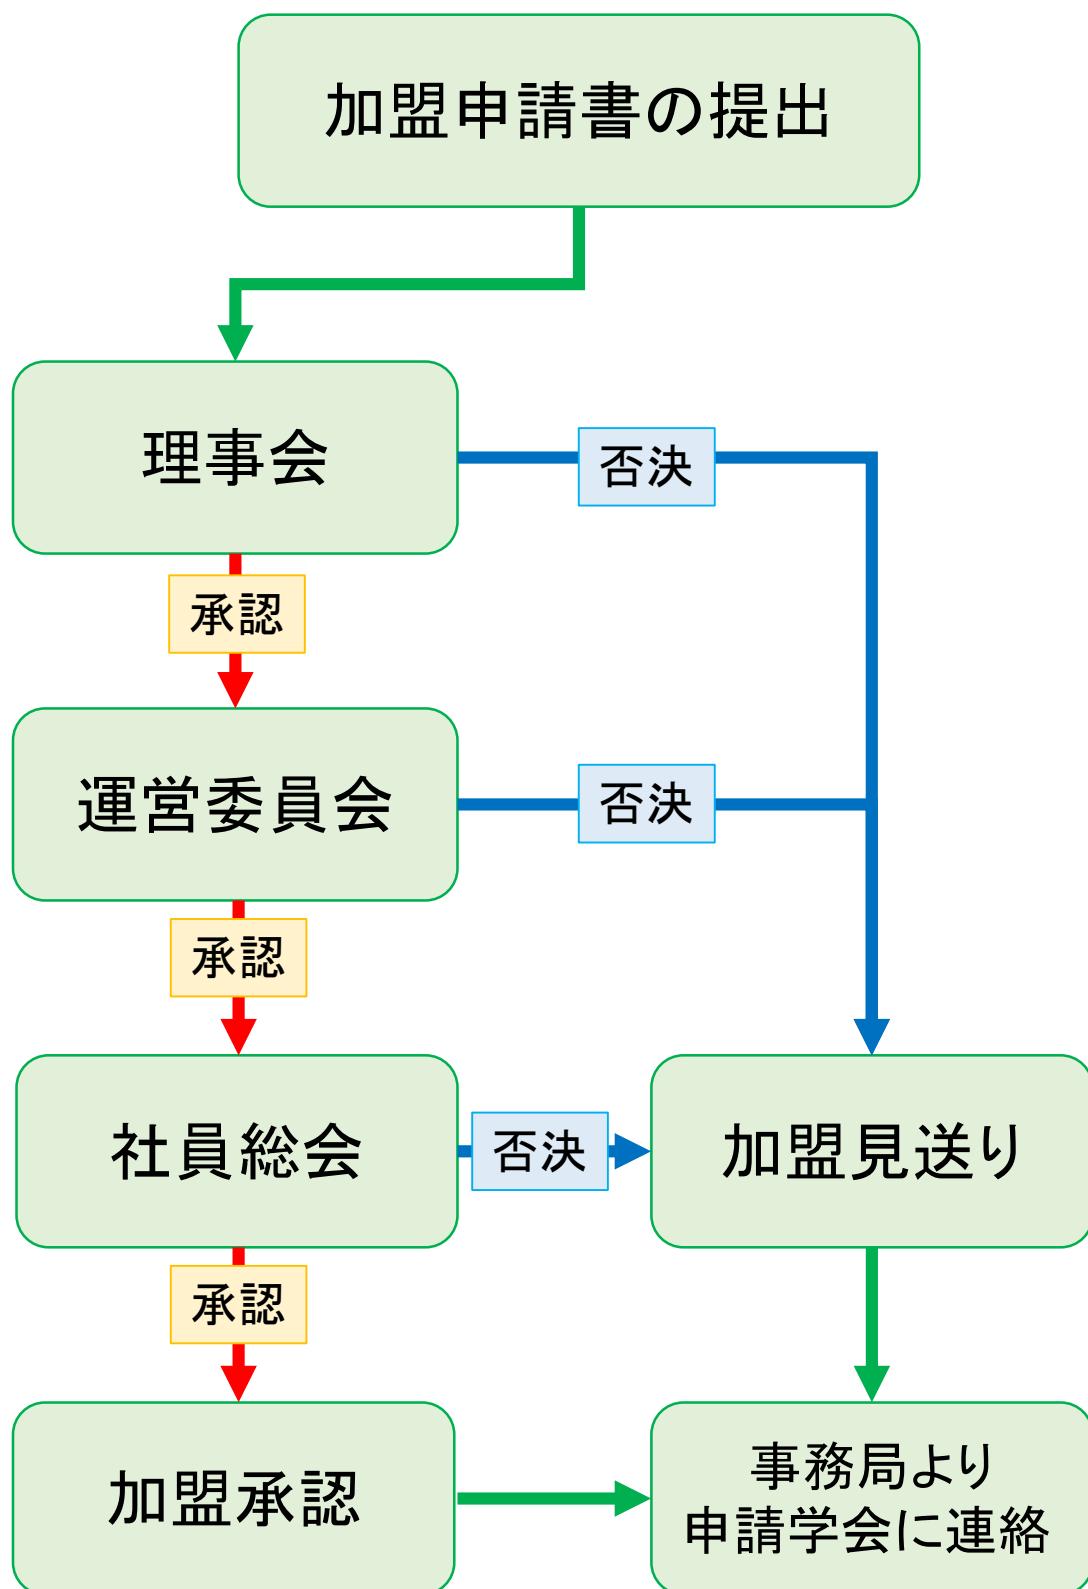 加盟申請書の提出
理事会
否決
承認
運営委員会
否決
承認
社員総会
否決
加盟見送り
承認
加盟承認
事務局より
申請学会に連絡